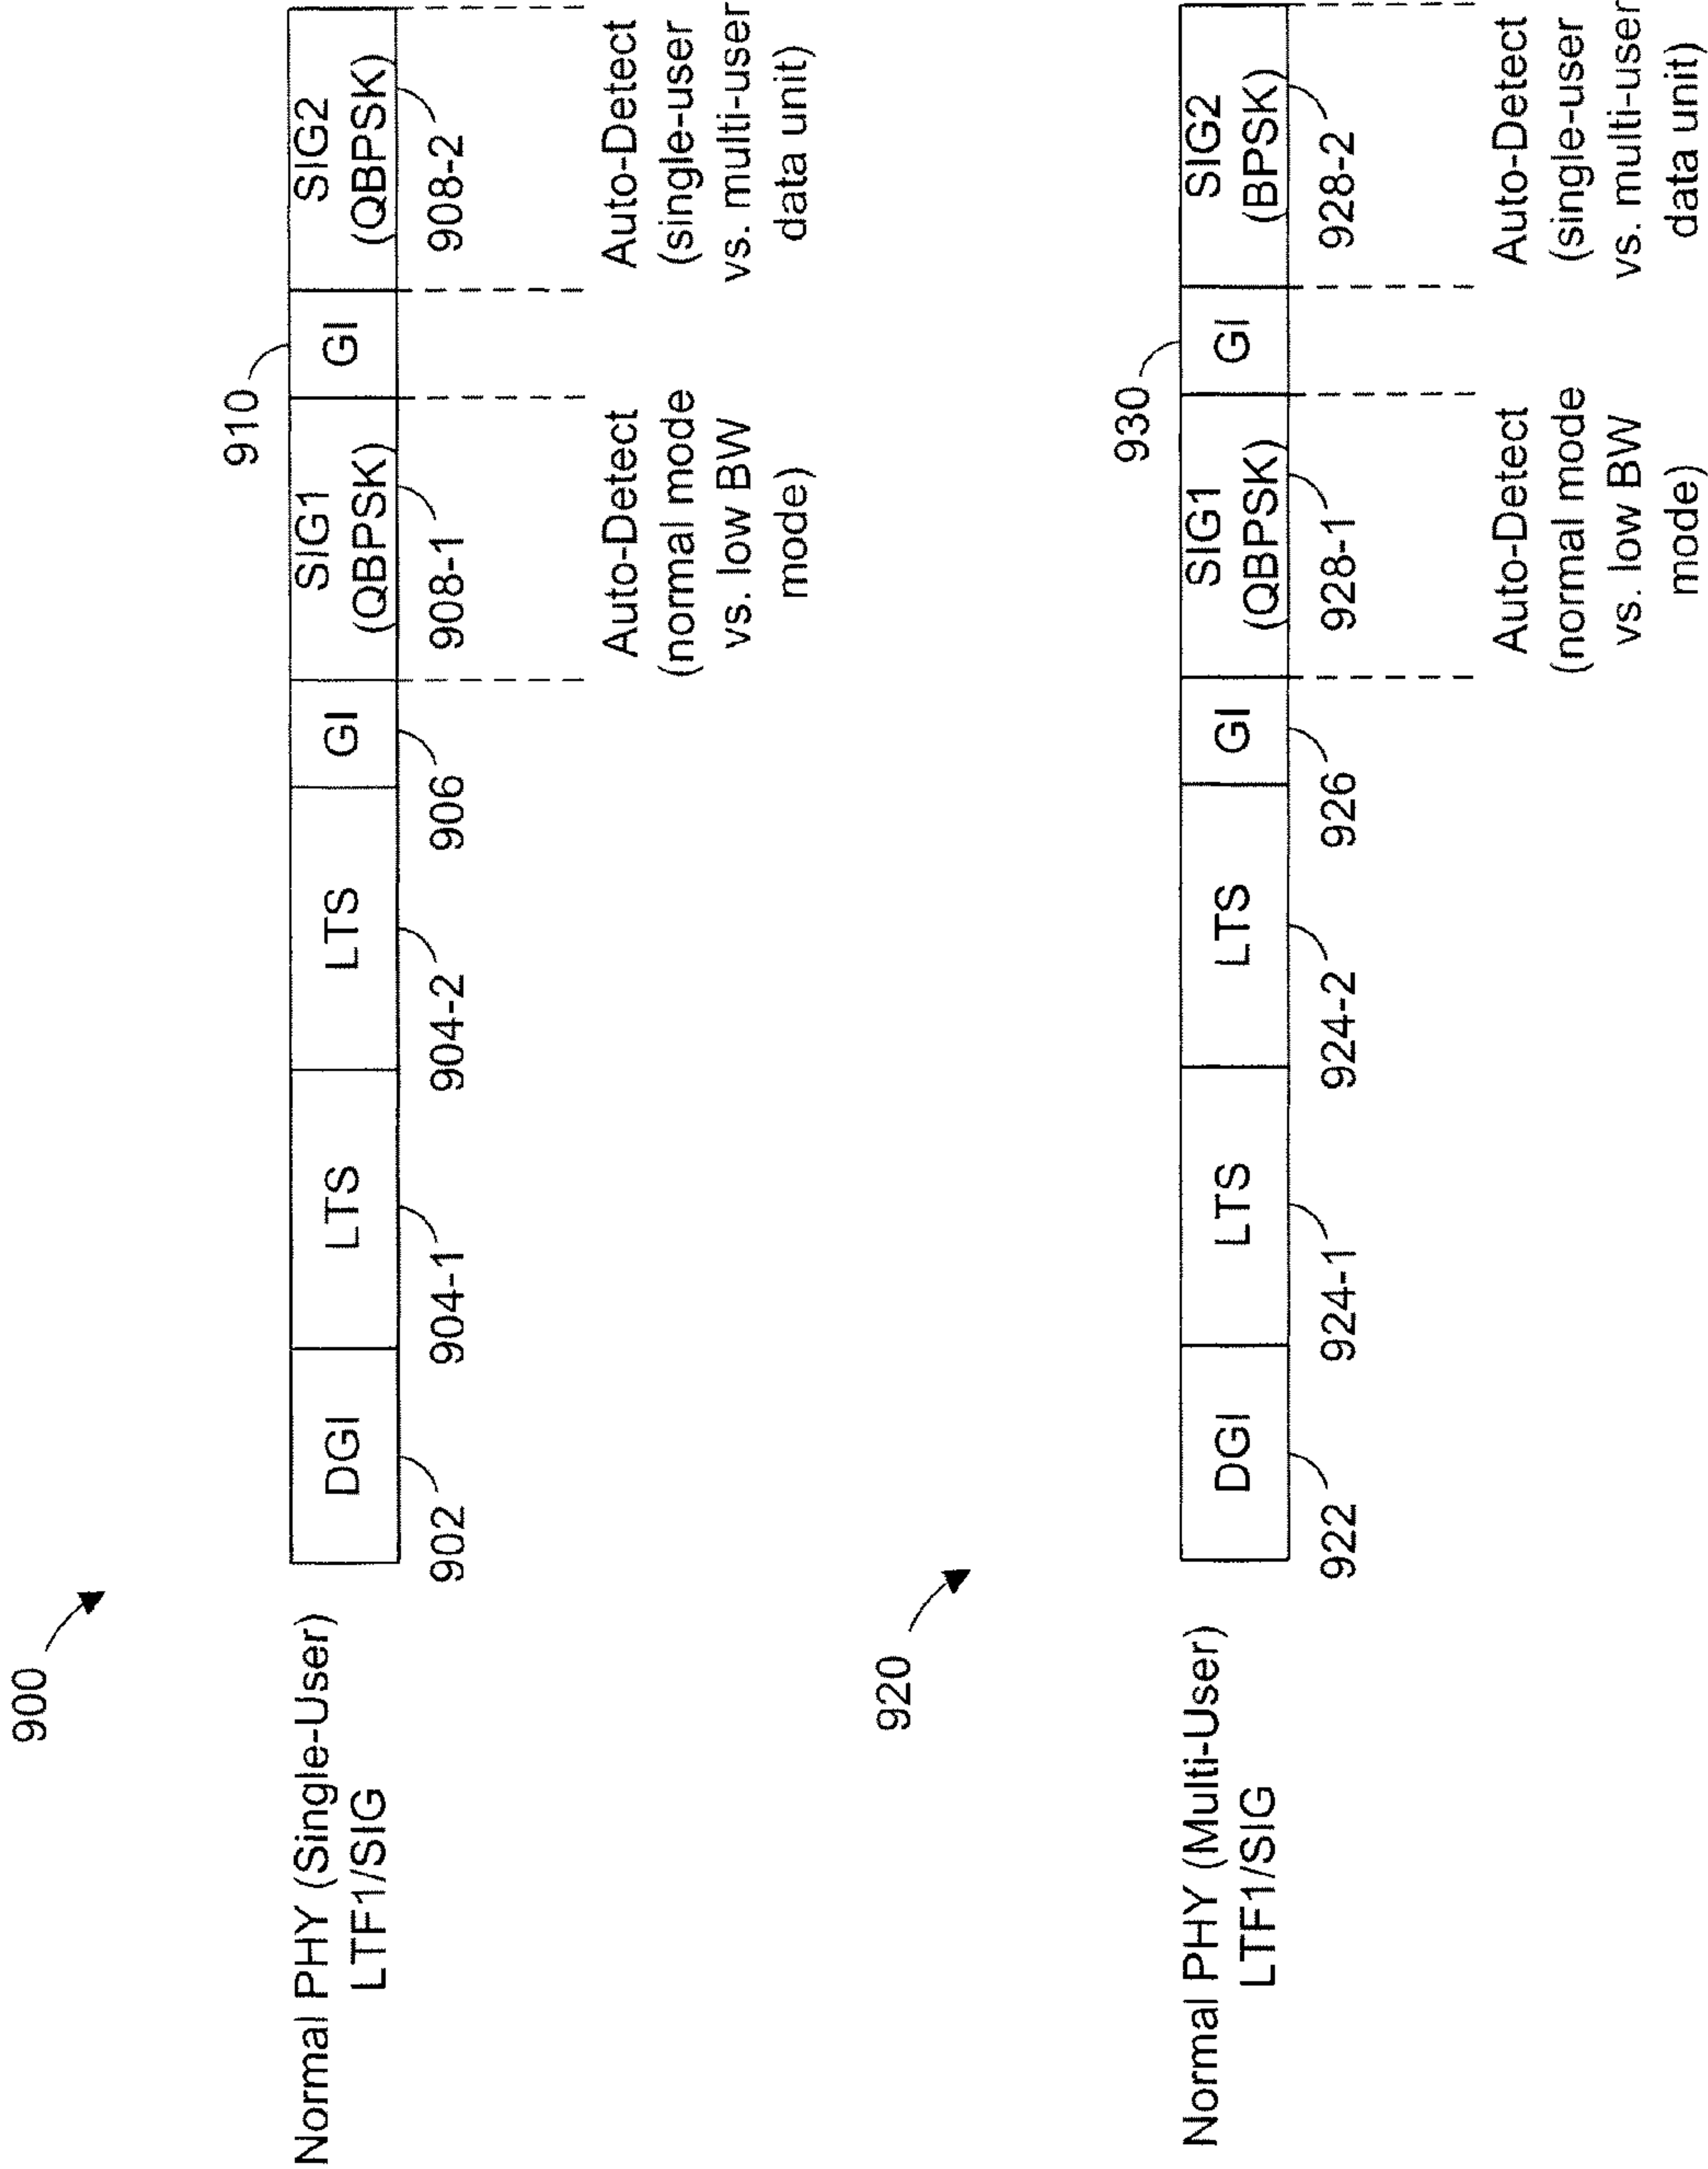 900
Normal PHY (Single-User)
LTF1/SIG
DGI
LTS
LTS
GI
SIG1
(QBPSK)
GI
SIG2
(QBPSK)
902
904-1
904-2
906
908-1
910
908-2
Auto-Detect
(normal mode
vs. low BW
mode)
Auto-Detect
(single-user
vs. multi-user
data unit)
920
Normal PHY (Multi-User)
LTF1/SIG
DGI
LTS
LTS
GI
SIG1
(QBPSK)
GI
SIG2
(BPSK)
922
924-1
924-2
926
928-1
930
928-2
Auto-Detect
(normal mode
vs. low BW
mode)
Auto-Detect
(single-user
vs. multi-user
data unit)